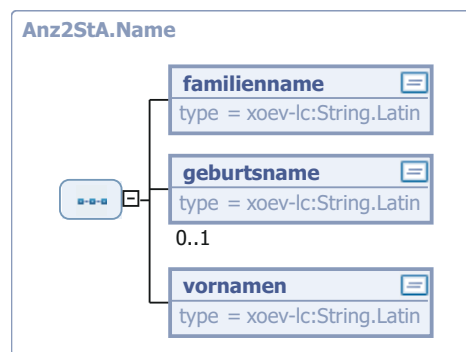 Anz2StA.Name
familienname
type = xoev-lc:String.Latin
geburtsname
type = xoev-lc:String.Latin
0..1
vornamen
type = xoev-lc:String.Latin